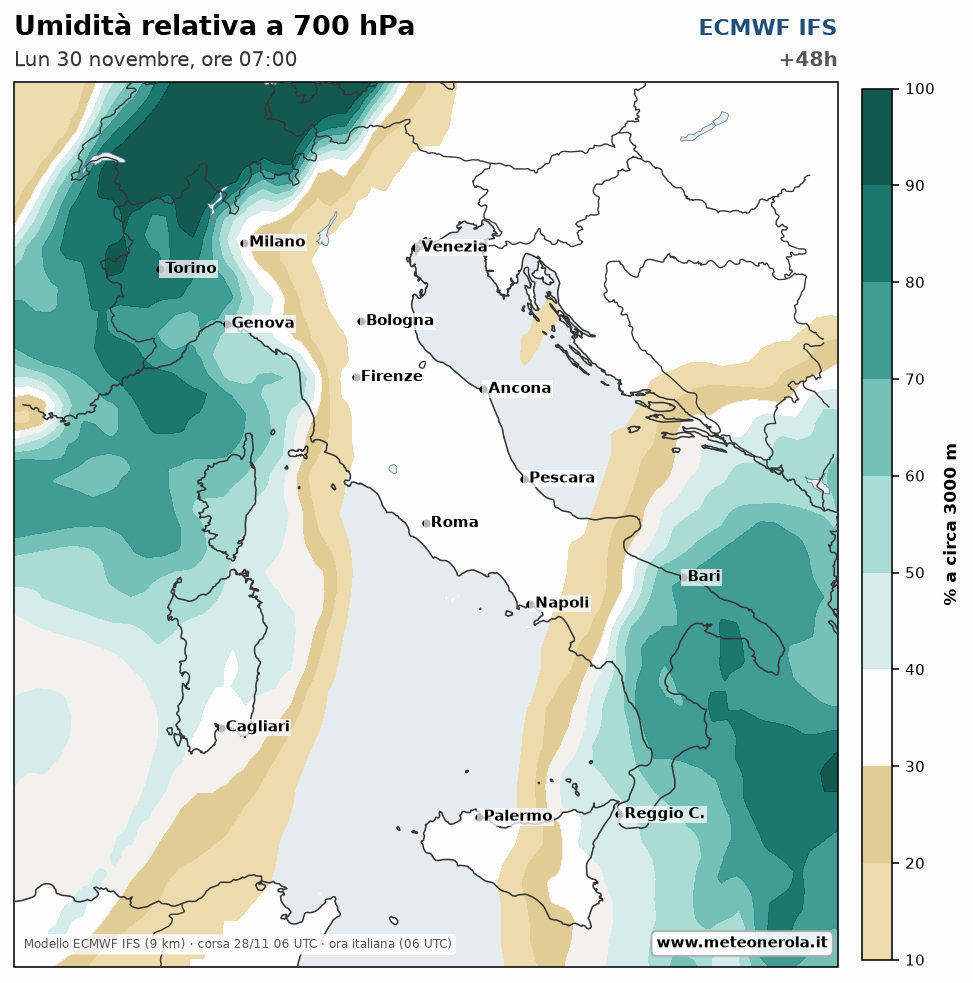 Umidità relativa a 700 hPa
ECMWF IFS
Lun 30 novembre, ore 07:00
+48h
Milano
Venezia
Torino
Genova
Bologna
Firenze
Ancona
Pescara
Roma
Bari
Napoli
Cagliari
Palermo
Reggio C.
100
90
80
70
60
50
40
30
20
10
% a circa 3000 m
Modello ECMWF IFS (9 km) · corsa 28/11 06 UTC · ora italiana (06 UTC)
www.meteonerola.it